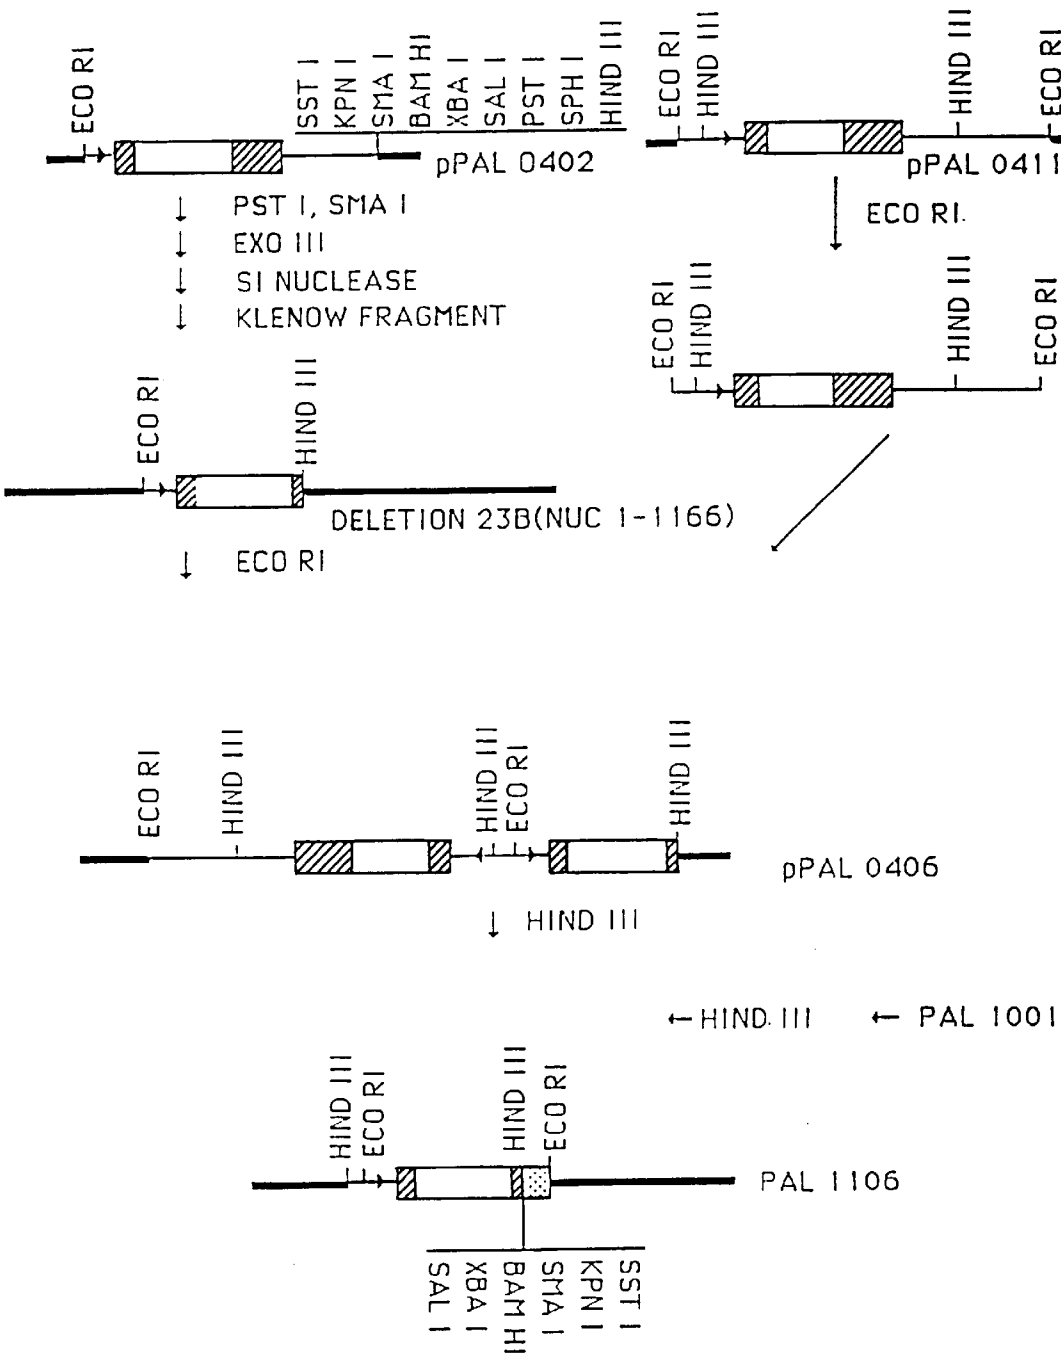 ECO RI
SST I
KPN I
SMA I
BAM HI
XBA I
SAL I
PST I
SPH I
HIND III
pPAL 0402
ECO RI
HIND III
HIND III
ECO RI
pPAL 0411
↓ PST I, SMA I
↓ EXO III
↓ SI NUCLEASE
↓ KLENOW FRAGMENT
ECO RI.
ECO RI
HIND III
HIND III
ECO RI
ECO RI
HIND III
DELETION 23B(NUC 1-1166)
↓ ECO RI
ECO RI
HIND III
HIND III
ECO RI
HIND III
pPAL 0406
↓ HIND III
← HIND. III ← PAL 1001
HIND III
ECO RI
HIND III
ECO RI
PAL 1106
SAL I
XBA I
BAM HI
SMA I
KPN I
SST I